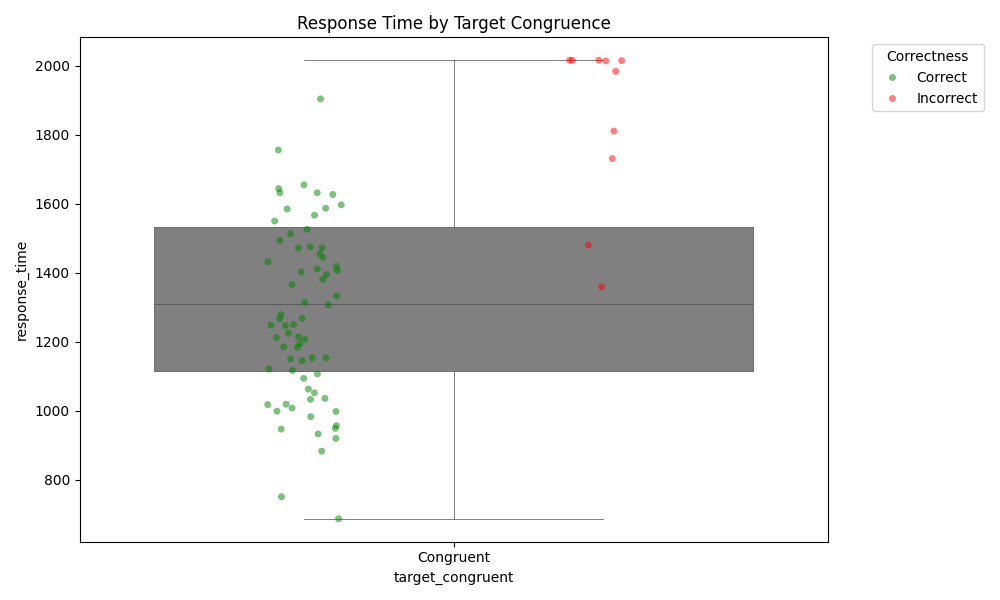 Response Time by Target Congruence
Correctness
Correct
Incorrect
response_time
2000
1800
1600
1400
1200
1000
800
Congruent
target_congruent